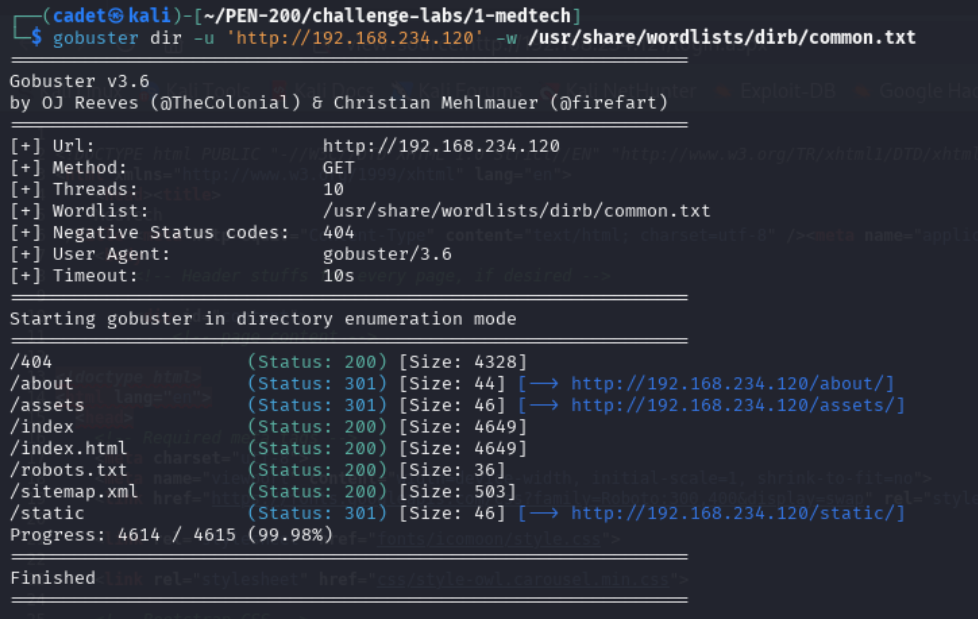 ┌──(cadet㉿kali)-[~/PEN-200/challenge-labs/1-medtech]
└─$ gobuster dir -u 'http://192.168.234.120' -w /usr/share/wordlists/dirb/common.txt
===============================================================
Gobuster v3.6
by OJ Reeves (@TheColonial) & Christian Mehlmauer (@firefart)
===============================================================
[+] Url: http://192.168.234.120
[+] Method: GET
[+] Threads: 10
[+] Wordlist: /usr/share/wordlists/dirb/common.txt
[+] Negative Status codes: 404
[+] User Agent: gobuster/3.6
[+] Timeout: 10s
===============================================================
Starting gobuster in directory enumeration mode
===============================================================
/404 (Status: 200) [Size: 4328]
/about (Status: 301) [Size: 44] [--> http://192.168.234.120/about/]
/assets (Status: 301) [Size: 46] [--> http://192.168.234.120/assets/]
/index (Status: 200) [Size: 4649]
/index.html (Status: 200) [Size: 4649]
/robots.txt (Status: 200) [Size: 36]
/sitemap.xml (Status: 200) [Size: 503]
/static (Status: 301) [Size: 46] [--> http://192.168.234.120/static/]
Progress: 4614 / 4615 (99.98%)
===============================================================
Finished
===============================================================